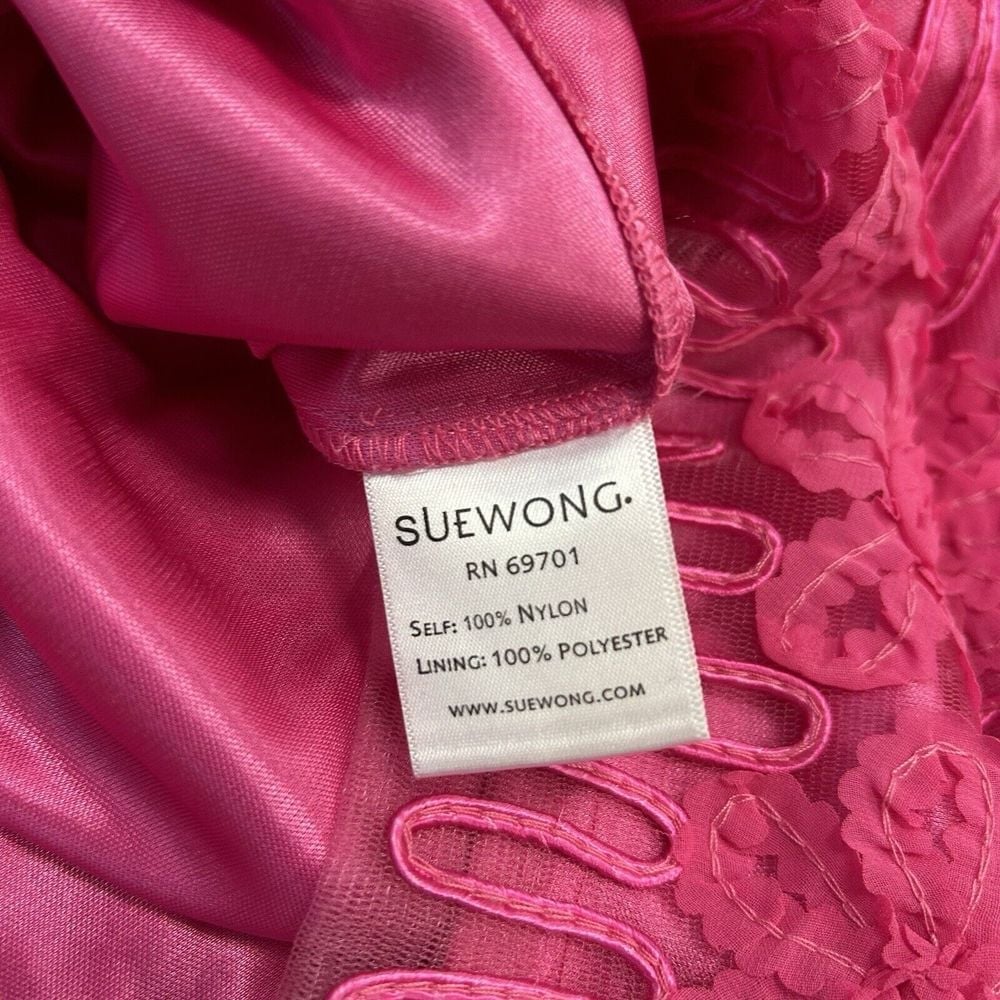 SUEWONG.
RN 69701
SELF: 100% NYLON
LINING: 100% POLYESTER
WWW.SUEWONG.COM